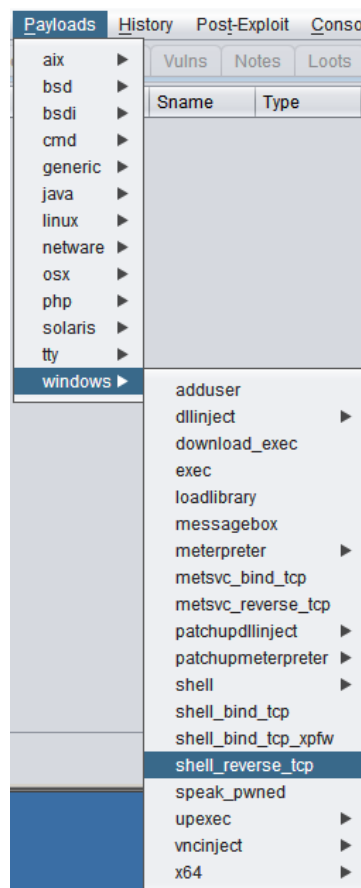 Payloads History Post-Exploit Conso
Vulns Notes Loots
Sname Type
aix
bsd
bsdi
cmd
generic
java
linux
netware
osx
php
solaris
tty
windows
adduser
dllinject
download_exec
exec
loadlibrary
messagebox
meterpreter
metsvc_bind_tcp
metsvc_reverse_tcp
patchupdllinject
patchupmeterpreter
shell
shell_bind_tcp
shell_bind_tcp_xpfw
shell_reverse_tcp
speak_pwned
upexec
vncinject
x64